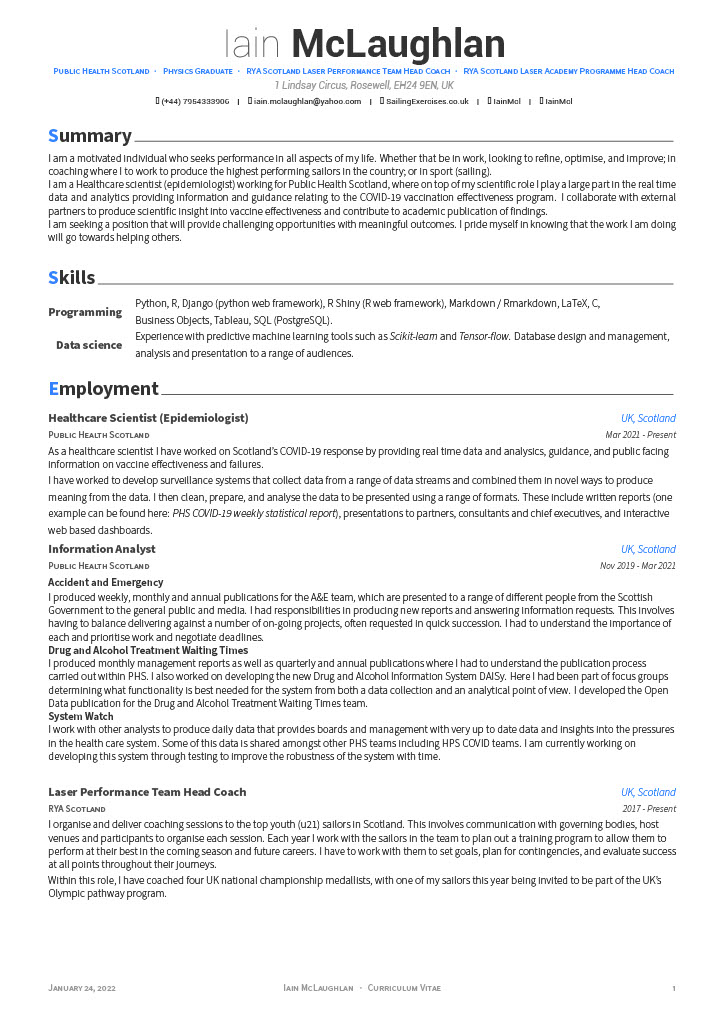 Iain McLaughlan
Public Health Scotland · Physics Graduate · RYA Scotland Laser Performance Team Head Coach · RYA Scotland Laser Academy Programme Head Coach
1 Lindsay Circus, Rosewell, EH24 9EN, UK
(+44) 7954333906 | iain.mclaughlan@yahoo.com | SailingExercises.co.uk | IainMcl | IainMcl
Summary
I am a motivated individual who seeks performance in all aspects of my life. Whether that be in work, looking to refine, optimise, and improve; in
coaching where I to work to produce the highest performing sailors in the country; or in sport (sailing).
I am a Healthcare scientist (epidemiologist) working for Public Health Scotland, where on top of my scientific role I play a large part in the real time
data and analytics providing information and guidance relating to the COVID-19 vaccination effectiveness program. I collaborate with external
partners to produce scientific insight into vaccine effectiveness and contribute to academic publication of findings.
I am seeking a position that will provide challenging opportunities with meaningful outcomes. I pride myself in knowing that the work I am doing
will go towards helping others.
Skills
Programming
Python, R, Django (python web framework), R Shiny (R web framework), Markdown / Rmarkdown, LaTeX, C,
Business Objects, Tableau, SQL (PostgreSQL).
Data science
Experience with predictive machine learning tools such as Scikit-learn and Tensor-flow. Database design and management,
analysis and presentation to a range of audiences.
Employment
Healthcare Scientist (Epidemiologist) UK, Scotland
Public Health Scotland Mar 2021 - Present
As a healthcare scientist I have worked on Scotland's COVID-19 response by providing real time data and analysics, guidance, and public facing
information on vaccine effectiveness and failures.
I have worked to develop surveillance systems that collect data from a range of data streams and combined them in novel ways to produce
meaning from the data. I then clean, prepare, and analyse the data to be presented using a range of formats. These include written reports (one
example can be found here: PHS COVID-19 weekly statistical report), presentations to partners, consultants and chief executives, and interactive
web based dashboards.
Information Analyst UK, Scotland
Public Health Scotland Nov 2019 - Mar 2021
Accident and Emergency
I produced weekly, monthly and annual publications for the A&E team, which are presented to a range of different people from the Scottish
Government to the general public and media. I had responsibilities in producing new reports and answering information requests. This involves
having to balance delivering against a number of on-going projects, often requested in quick succession. I had to understand the importance of
each and prioritise work and negotiate deadlines.
Drug and Alcohol Treatment Waiting Times
I produced monthly management reports as well as quarterly and annual publications where I had to understand the publication process
carried out within PHS. I also worked on developing the new Drug and Alcohol Information System DAISy. Here I had been part of focus groups
determining what functionality is best needed for the system from both a data collection and an analytical point of view. I developed the Open
Data publication for the Drug and Alcohol Treatment Waiting Times team.
System Watch
I work with other analysts to produce daily data that provides boards and management with very up to date data and insights into the pressures
in the health care system. Some of this data is shared amongst other PHS teams including HPS COVID teams. I am currently working on
developing this system through testing to improve the robustness of the system with time.
Laser Performance Team Head Coach UK, Scotland
RYA Scotland 2017 - Present
I organise and deliver coaching sessions to the top youth (u21) sailors in Scotland. This involves communication with governing bodies, host
venues and participants to organise each session. Each year I work with the sailors in the team to plan out a training program to allow them to
perform at their best in the coming season and future careers. I have to work with them to set goals, plan for contingencies, and evaluate success
at all points throughout their journeys.
Within this role, I have coached four UK national championship medallists, with one of my sailors this year being invited to be part of the UK's
Olympic pathway program.
January 24, 2022 Iain McLaughlan · Curriculum Vitae 1